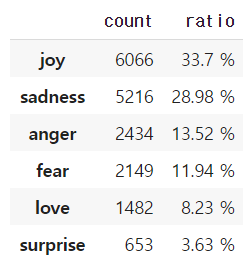 count ratio
joy 6066 33.7 %
sadness 5216 28.98 %
anger 2434 13.52 %
fear 2149 11.94 %
love 1482 8.23 %
surprise 653 3.63 %